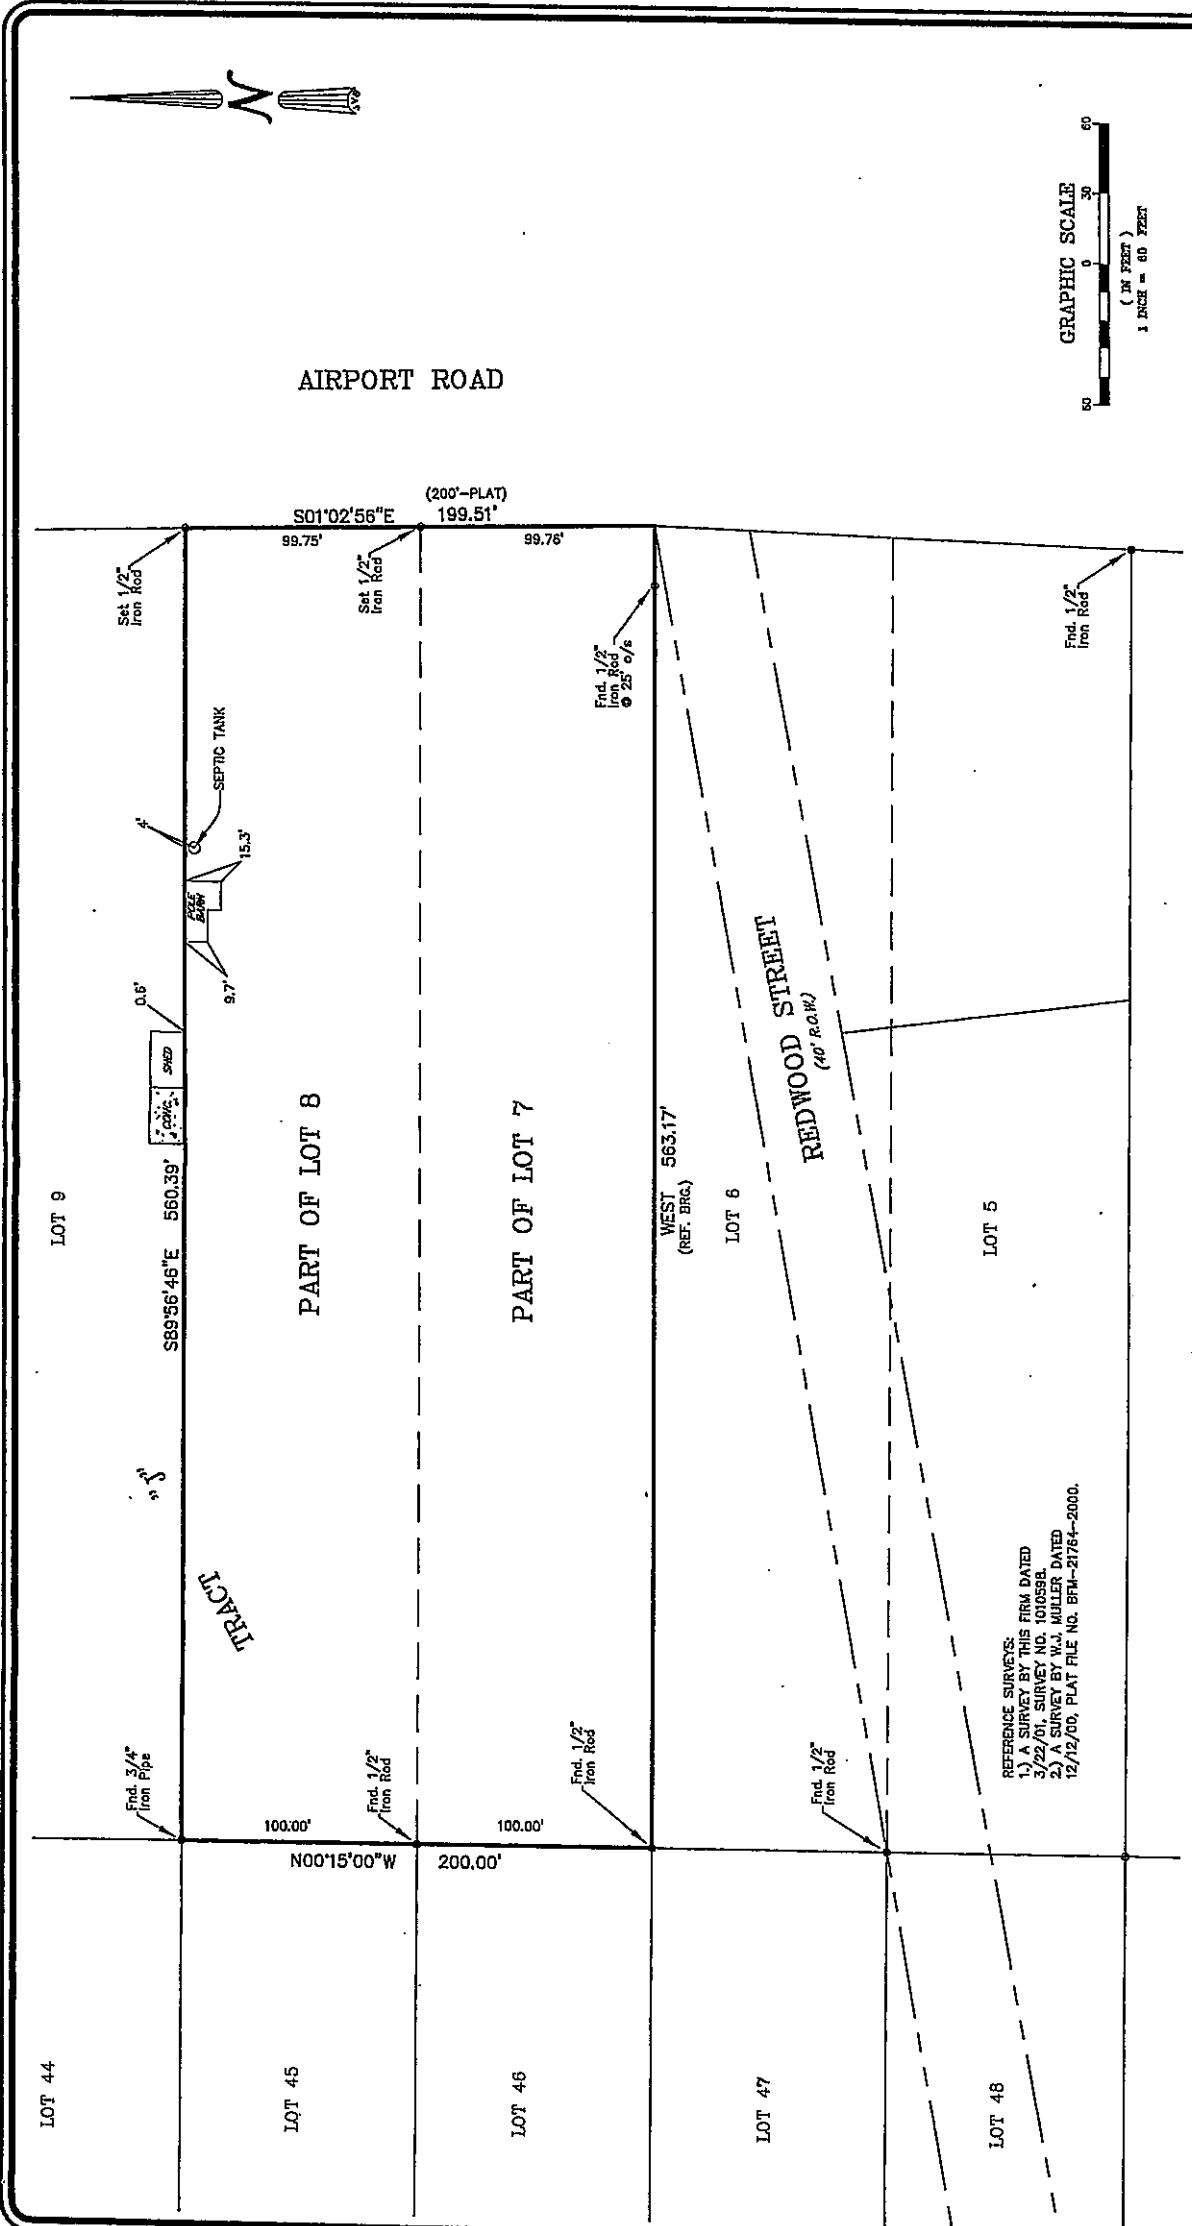 N
GRAPHIC SCALE
60
0
30
60
( IN FEET )
1 INCH = 60 FEET
AIRPORT ROAD
(200'-PLAT)
S01°02'56"E
199.51'
99.75'
99.76'
Set 1/2"
Iron Rod
Set 1/2"
Iron Rod
Fnd. 1/2"
Iron Rod
@ 25' o/s
Fnd. 1/2"
Iron Rod
SEPTIC TANK
4'
15.3'
POLE
BARN
9.7'
0.6'
SHED
CONC.
LOT 9
S89°56'46"E 560.39'
PART OF LOT 8
PART OF LOT 7
WEST 563.17'
(REF. BRG.)
LOT 6
REDWOOD STREET
(40' R.O.W.)
LOT 5
TRACT
"J"
Fnd. 3/4"
Iron Pipe
Fnd. 1/2"
Iron Rod
Fnd. 1/2"
Iron Rod
Fnd. 1/2"
Iron Rod
100.00'
100.00'
N00°15'00"W
200.00'
REFERENCE SURVEYS:
1.) A SURVEY BY THIS FIRM DATED
3/22/01, SURVEY NO. 101059B.
2.) A SURVEY BY W.J. MULLER DATED
12/12/00, PLAT FILE NO. BFM-21764-2000.
LOT 44
LOT 45
LOT 46
LOT 47
LOT 48